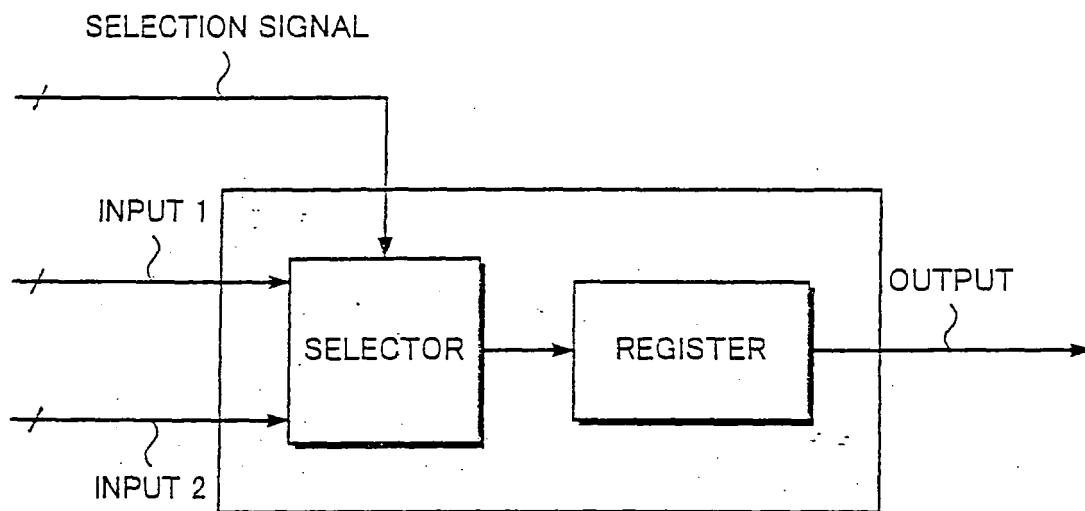 SELECTION SIGNAL
INPUT 1
OUTPUT
SELECTOR
REGISTER
INPUT 2